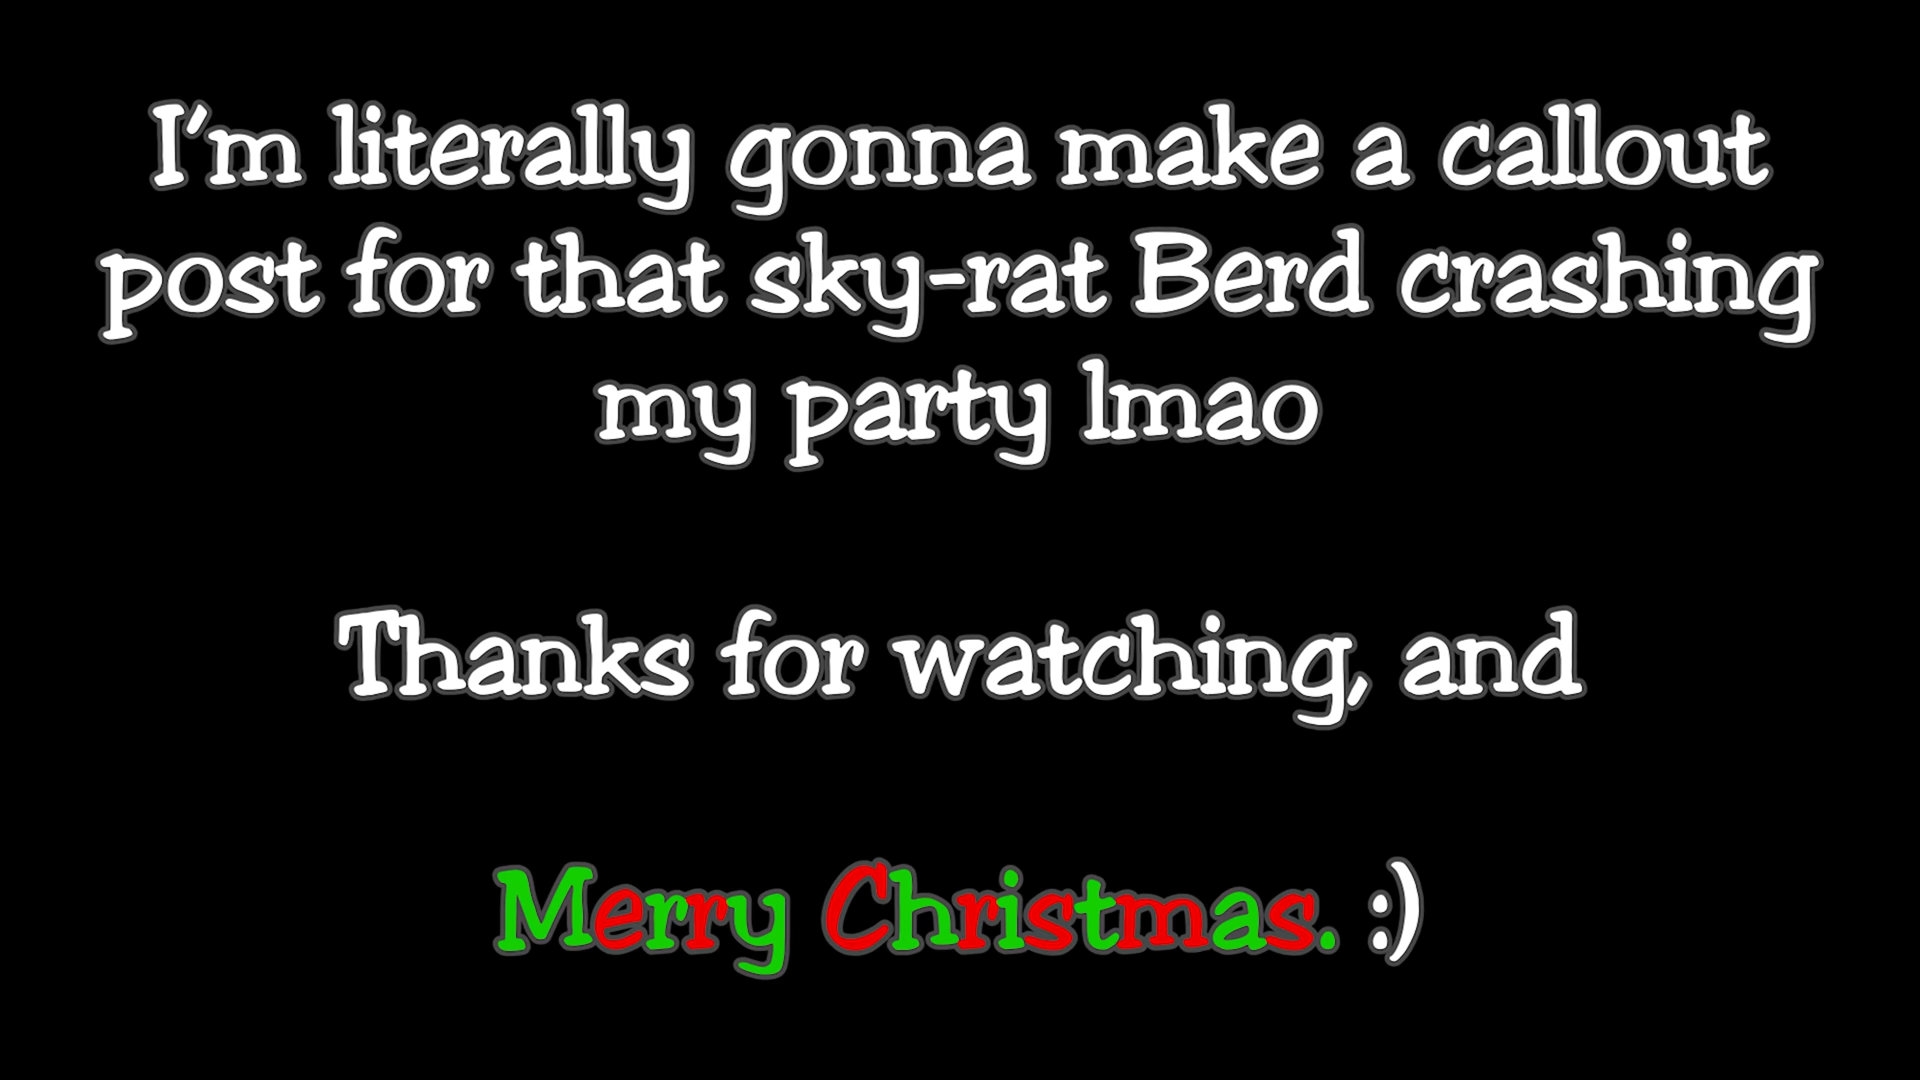 I'm literally gonna make a callout
post for that sky-rat Berd crashing
my party lmao
Thanks for watching, and
Merry Christmas. :)